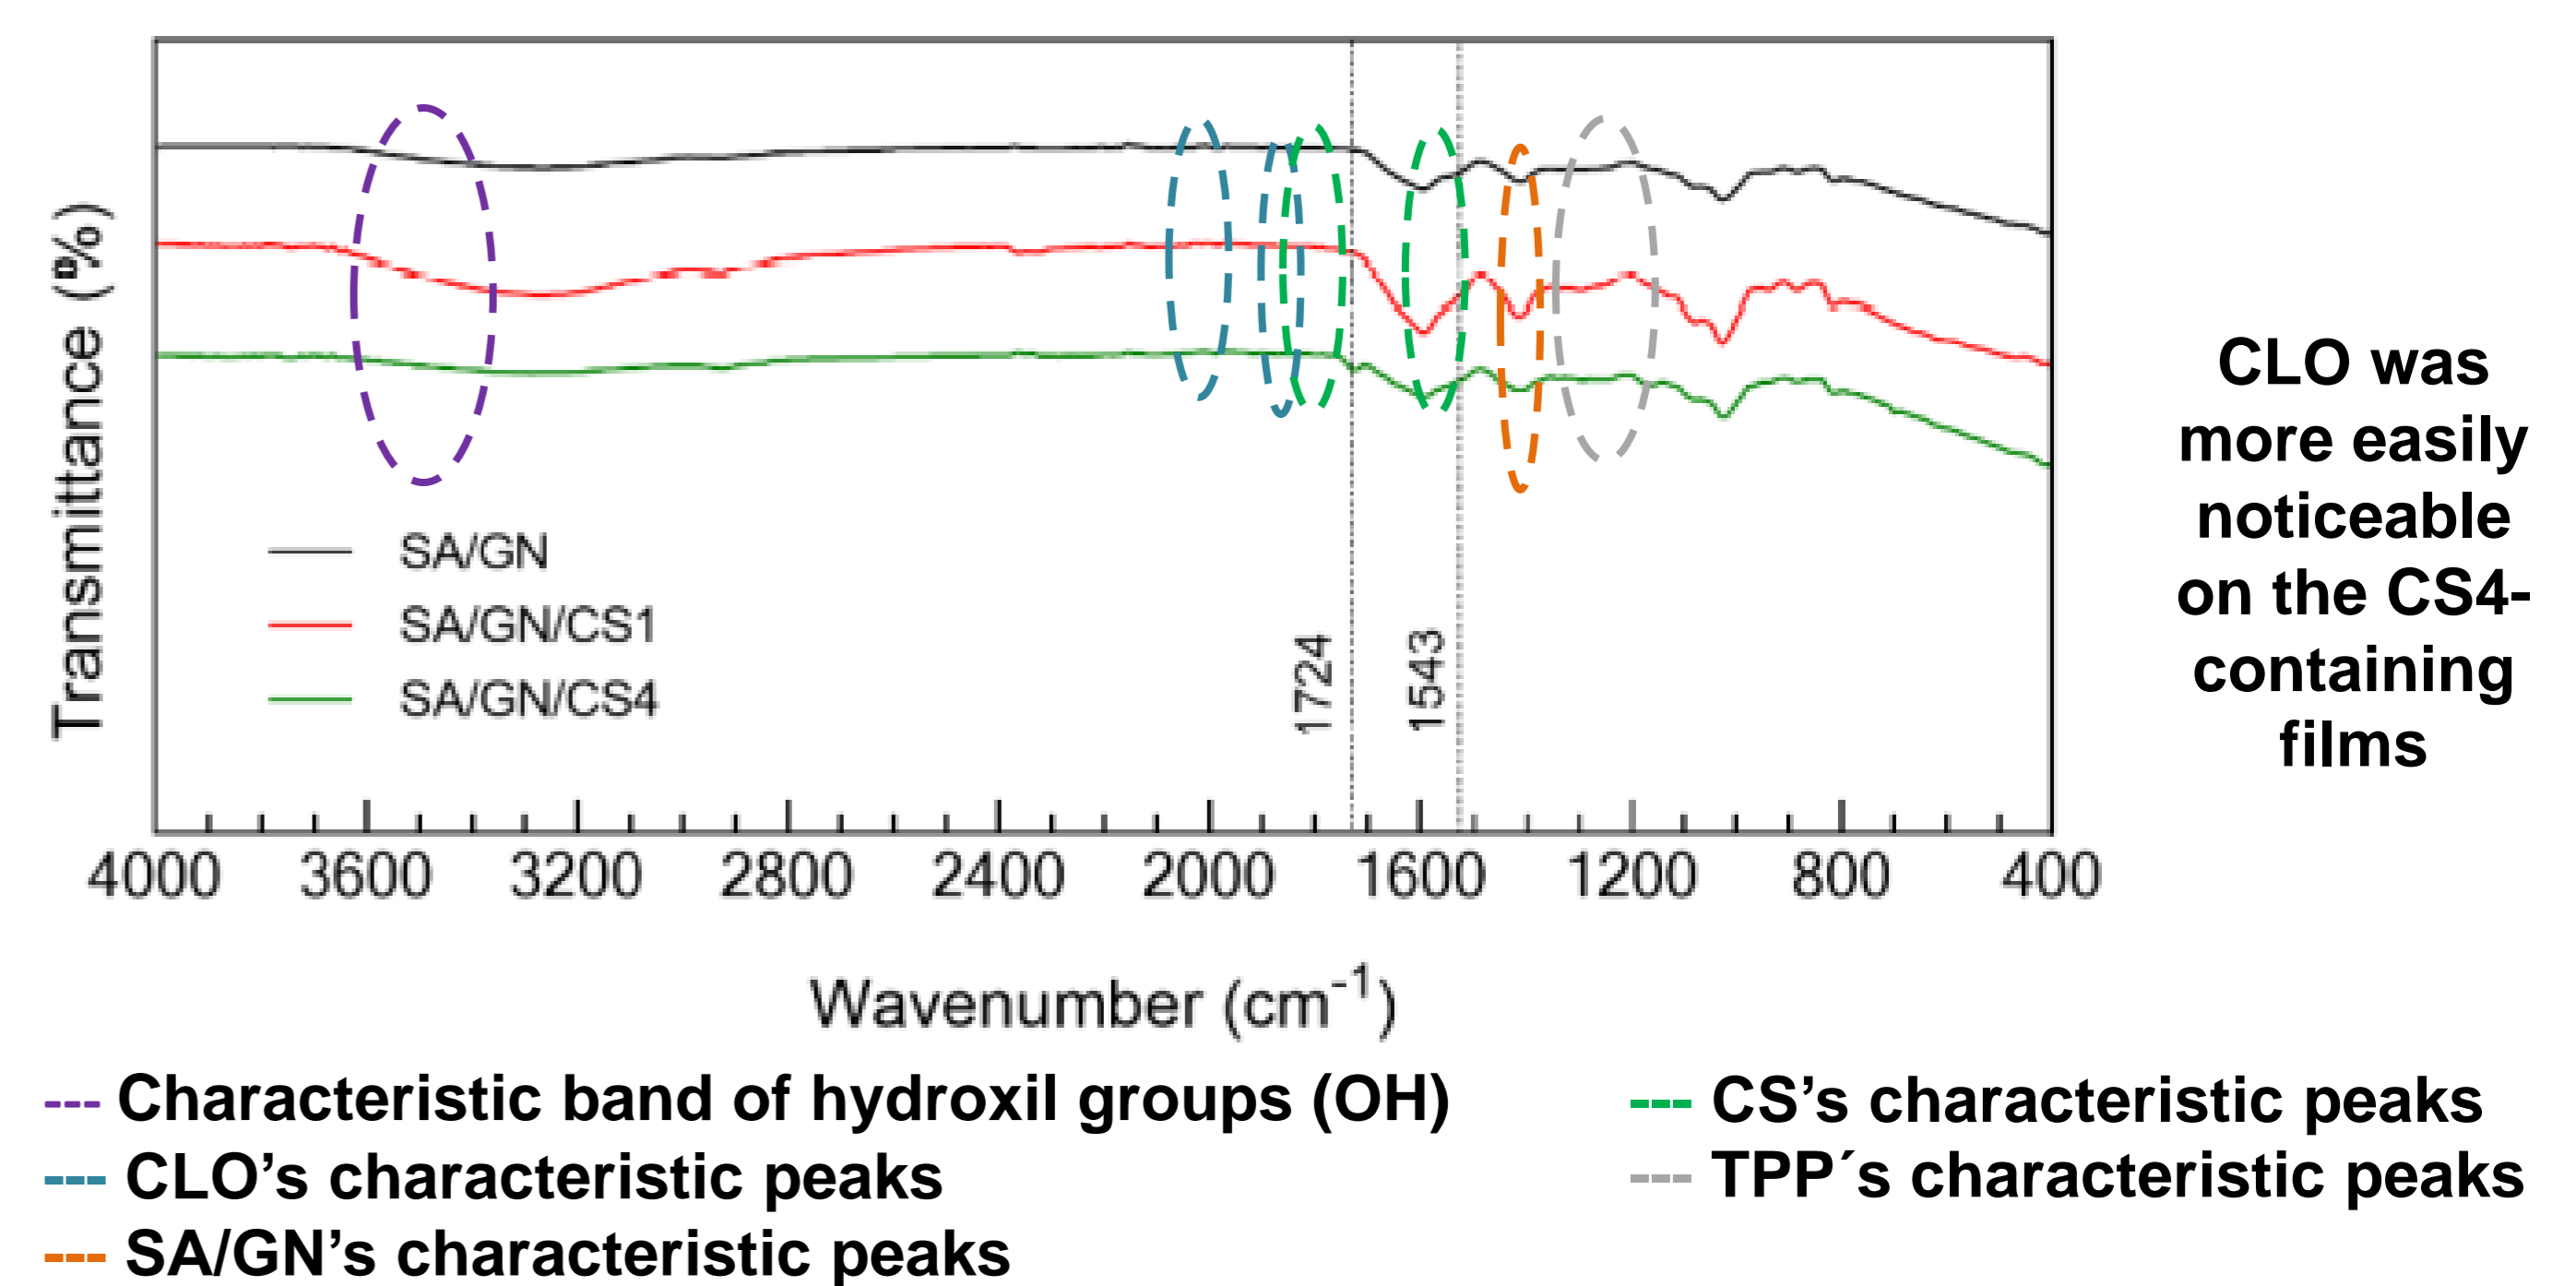 Transmittance (%)
SA/GN
SA/GN/CS1
SA/GN/CS4
1724
1543
4000 3600 3200 2800 2400 2000 1600 1200 800 400
Wavenumber (cm⁻¹)
CLO was
more easily
noticeable
on the CS4-
containing
films
--- Characteristic band of hydroxil groups (OH)
--- CLO’s characteristic peaks
--- SA/GN’s characteristic peaks
--- CS’s characteristic peaks
--- TPP´s characteristic peaks